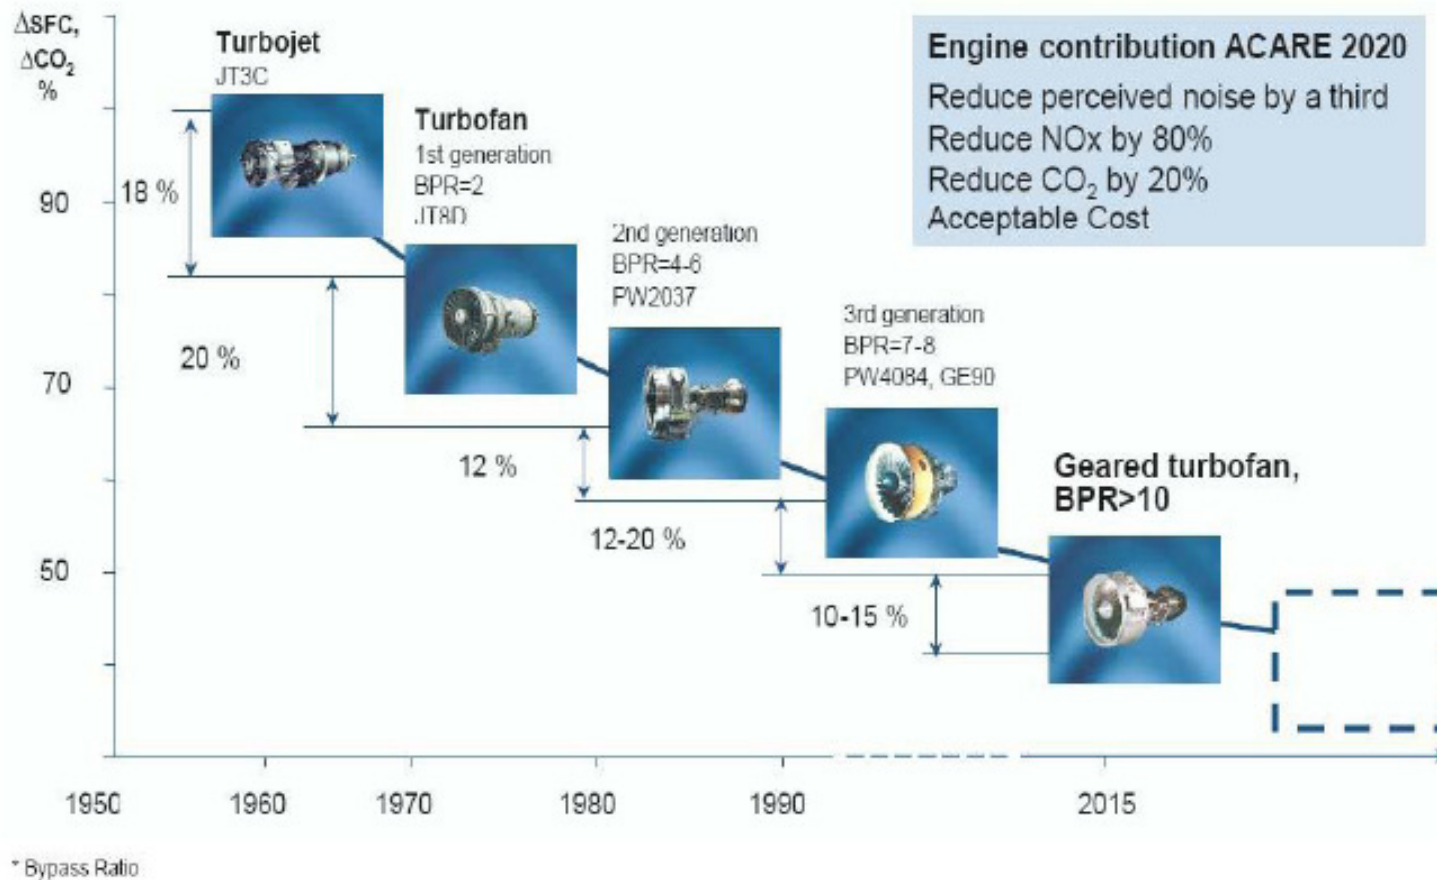 ΔSFC,
ΔCO₂
%
90
70
50
Turbojet
JT3C
Turbofan
1st generation
BPR=2
JT8D
2nd generation
BPR=4-6
PW2037
3rd generation
BPR=7-8
PW4084, GE90
Geared turbofan,
BPR>10
Engine contribution ACARE 2020
Reduce perceived noise by a third
Reduce NOx by 80%
Reduce CO₂ by 20%
Acceptable Cost
18 %
20 %
12 %
12-20 %
10-15 %
1950
1960
1970
1980
1990
2015
* Bypass Ratio